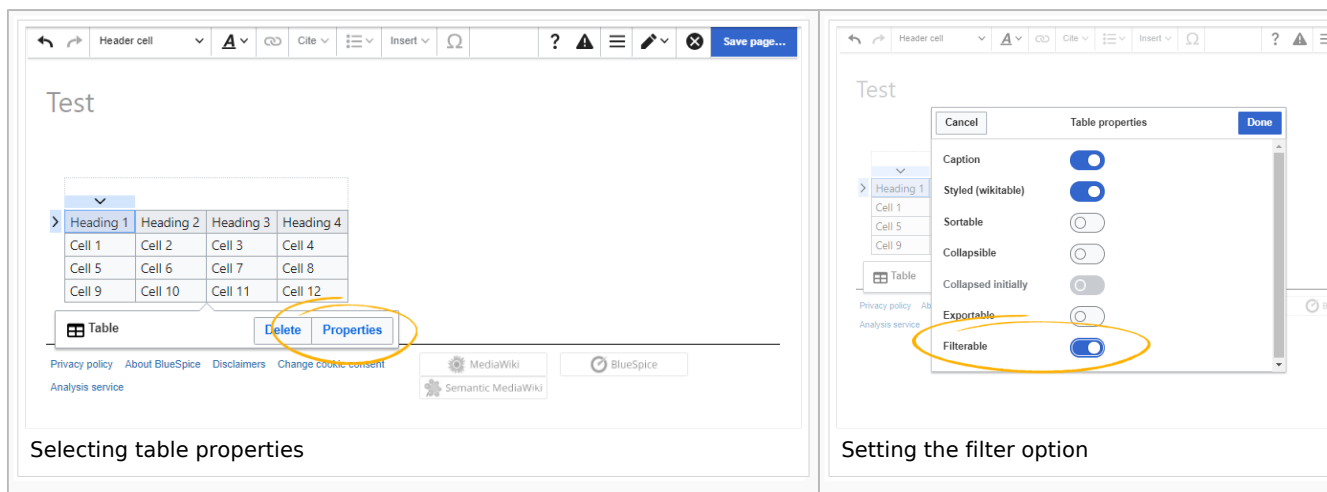 Header cell A Cite Insert Ω ? Save page...
Test
Heading 1 Heading 2 Heading 3 Heading 4
Cell 1 Cell 2 Cell 3 Cell 4
Cell 5 Cell 6 Cell 7 Cell 8
Cell 9 Cell 10 Cell 11 Cell 12
Table Delete Properties
Privacy policy About BlueSpice Disclaimers Change cookie consent MediaWiki BlueSpice
Analysis service Semantic MediaWiki
Selecting table properties
Header cell A Cite Insert Ω ?
Test
Cancel Table properties Done
Caption
Styled (wikitable)
Sortable
Collapsible
Collapsed initially
Exportable
Filterable
Heading 1
Cell 1
Cell 5
Cell 9
Table
Privacy policy Ab
Analysis service
B
Setting the filter option